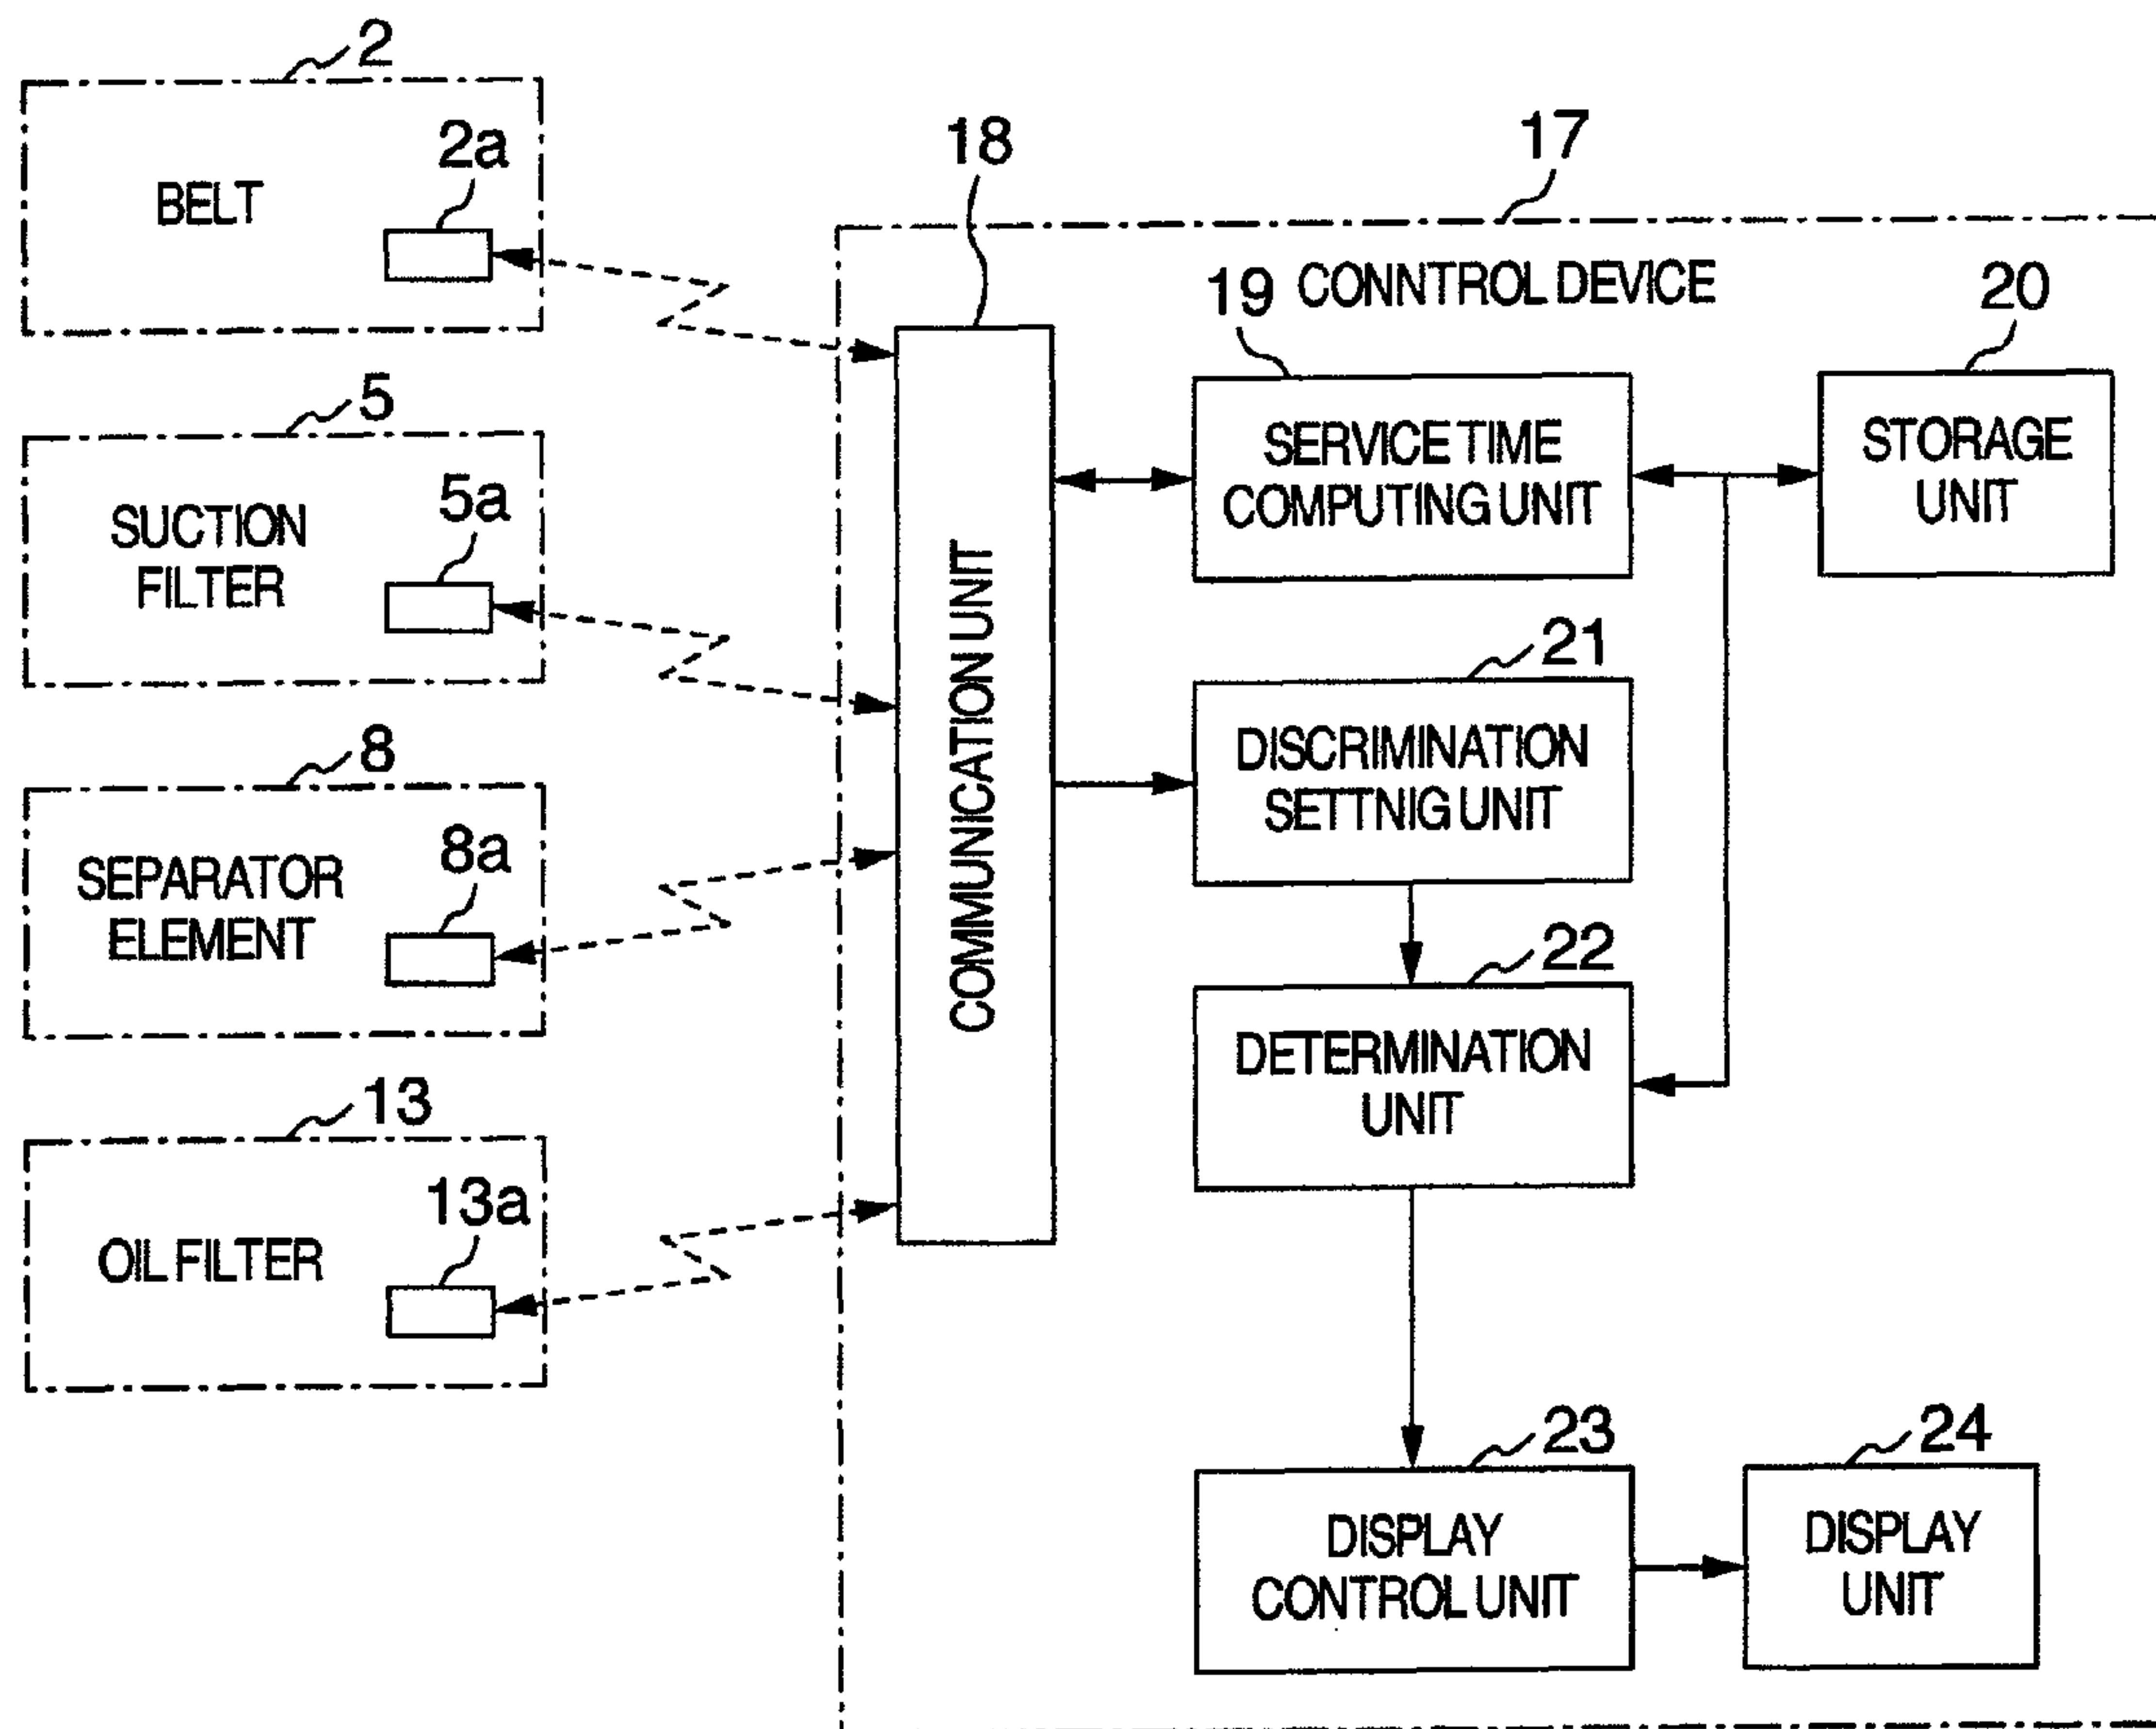 2
2a
BELT
5
5a
SUCTION
FILTER
8
8a
SEPARATOR
ELEMENT
13
13a
OIL FILTER
17
CONNTROL DEVICE
18
COMMUNICATION UNIT
19
SERVICE TIME
COMPUTING UNIT
20
STORAGE
UNIT
21
DISCRIMINATION
SETTNIG UNIT
22
DETERMINATION
UNIT
23
DISPLAY
CONTROL UNIT
24
DISPLAY
UNIT